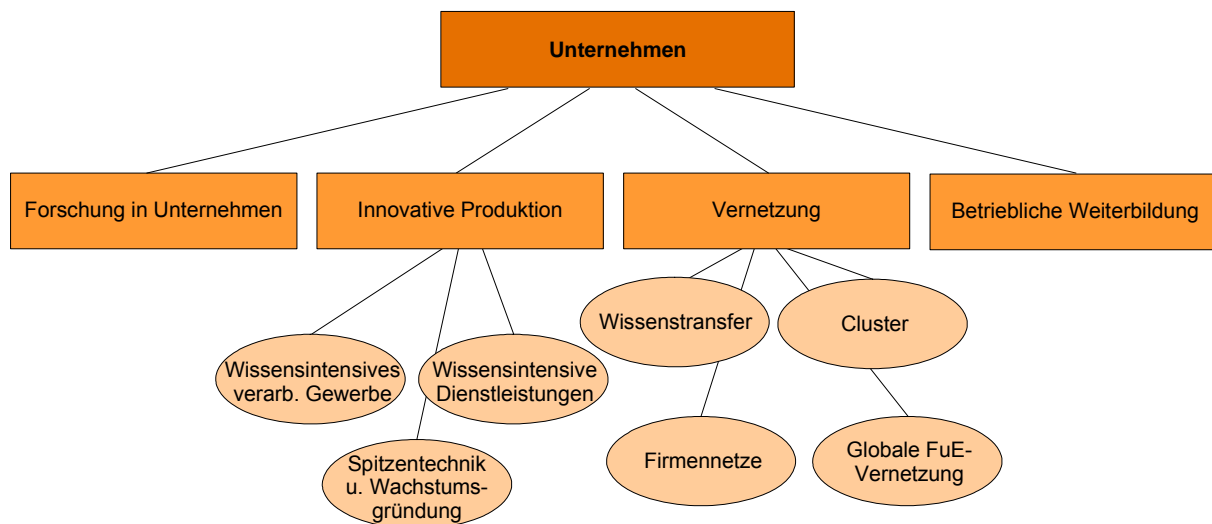 Unternehmen
Forschung in Unternehmen
Innovative Produktion
Vernetzung
Betriebliche Weiterbildung
Wissenstransfer
Cluster
Wissensintensives
verarb. Gewerbe
Wissensintensive
Dienstleistungen
Spitzentechnik
u. Wachstums-
gründung
Firmennetze
Globale FuE-
Vernetzung